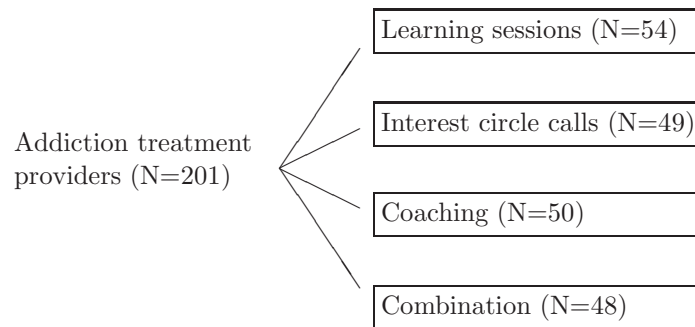 Learning sessions (N=54)
Interest circle calls (N=49)
Addiction treatment
providers (N=201)
Coaching (N=50)
Combination (N=48)